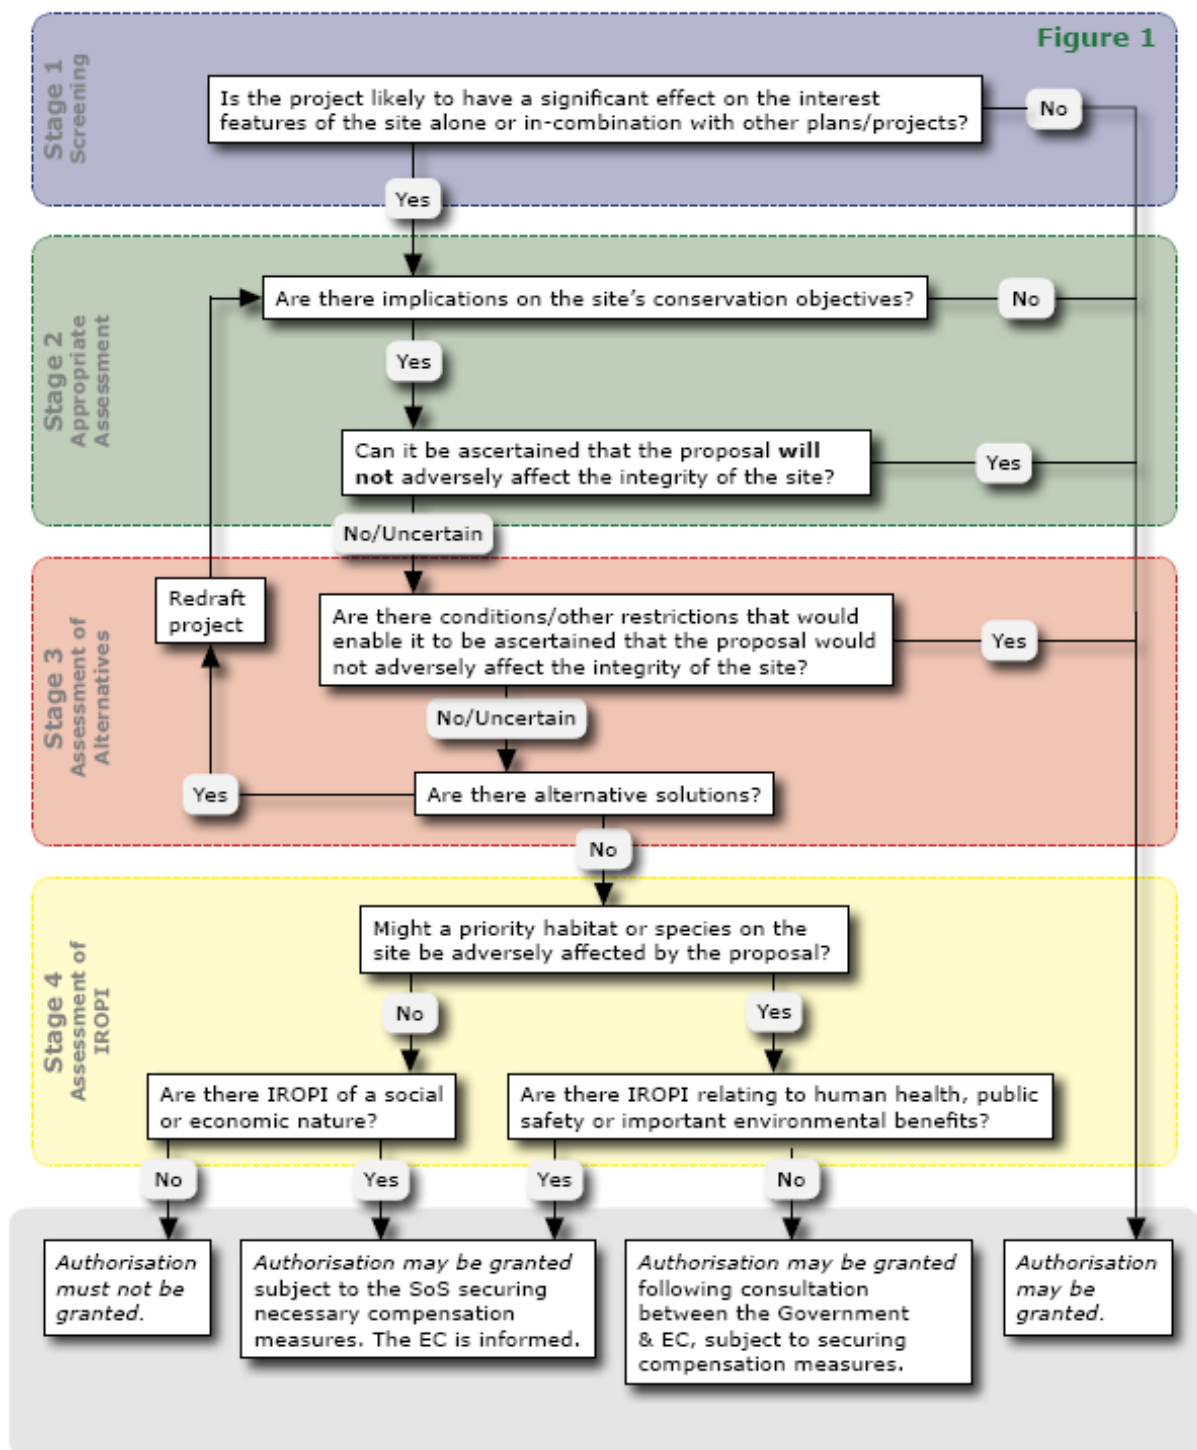 Figure 1
Stage 1
Screening
Is the project likely to have a significant effect on the interest
features of the site alone or in-combination with other plans/projects?
No
Yes
Stage 2
Appropriate
Assessment
Are there implications on the site's conservation objectives?
No
Yes
Can it be ascertained that the proposal will
not adversely affect the integrity of the site?
Yes
No/Uncertain
Stage 3
Assessment of
Alternatives
Redraft
project
Are there conditions/other restrictions that would
enable it to be ascertained that the proposal would
not adversely affect the integrity of the site?
Yes
No/Uncertain
Are there alternative solutions?
Yes
No
Stage 4
Assessment of
IROPI
Might a priority habitat or species on the
site be adversely affected by the proposal?
No
Yes
Are there IROPI of a social
or economic nature?
Are there IROPI relating to human health, public
safety or important environmental benefits?
No
Yes
Yes
No
Authorisation
must not be
granted.
Authorisation may be granted
subject to the SoS securing
necessary compensation
measures. The EC is informed.
Authorisation may be granted
following consultation
between the Government
& EC, subject to securing
compensation measures.
Authorisation
may be
granted.